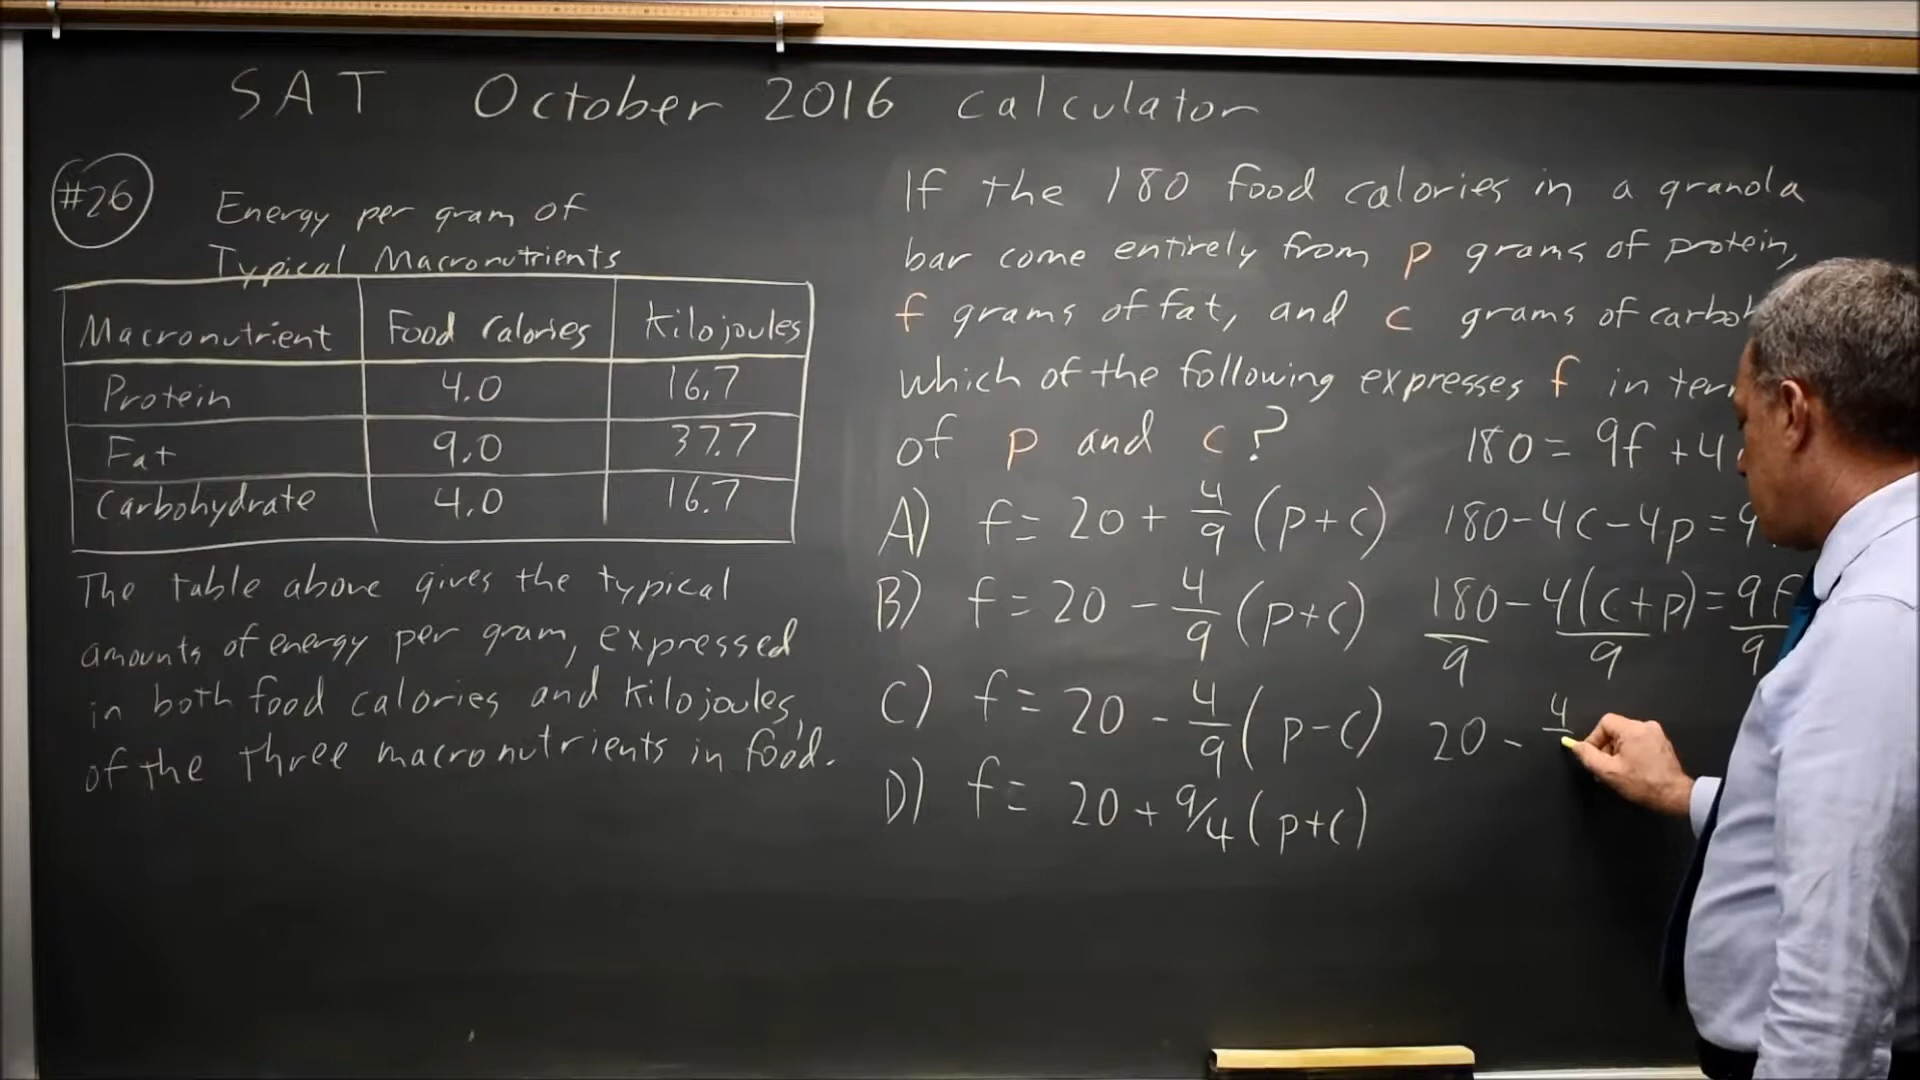 SAT October 2016 calculator
#26
Energy per gram of
Typical Macronutrients
Macronutrient Food Calories Kilojoules
Protein 4.0 16.7
Fat 9.0 37.7
Carbohydrate 4.0 16.7
The table above gives the typical
amounts of energy per gram, expressed
in both food calories and kilojoules,
of the three macronutrients in food.
If the 180 food calories in a granola
bar come entirely from p grams of protein,
f grams of fat, and c grams of
which of the following expresses f in
of p and c?
A) f = 20 + 4/9 (p+c)
B) f = 20 - 4/9 (p+c)
C) f = 20 - 4/9 (p-c)
D) f = 20 + 9/4 (p+c)
180 = 9f + 4
180 - 4c - 4p = 9
180/9 - 4(c+p)/9 = 9f/9
20 - 4